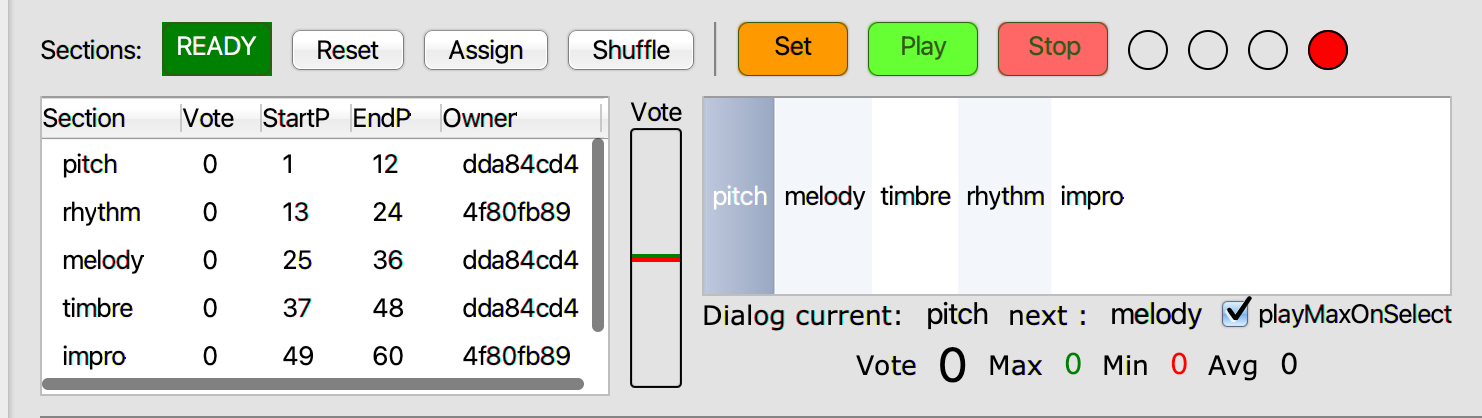 Sections: READY Reset Assign Shuffle Set Play Stop
Section Vote StartP EndP Owner
pitch 0 1 12 dda84cd4
rhythm 0 13 24 4f80fb89
melody 0 25 36 dda84cd4
timbre 0 37 48 dda84cd4
impro 0 49 60 4f80fb89
Vote
pitch melody timbre rhythm impro
Dialog current: pitch next : melody playMaxOnSelect
Vote 0 Max 0 Min 0 Avg 0